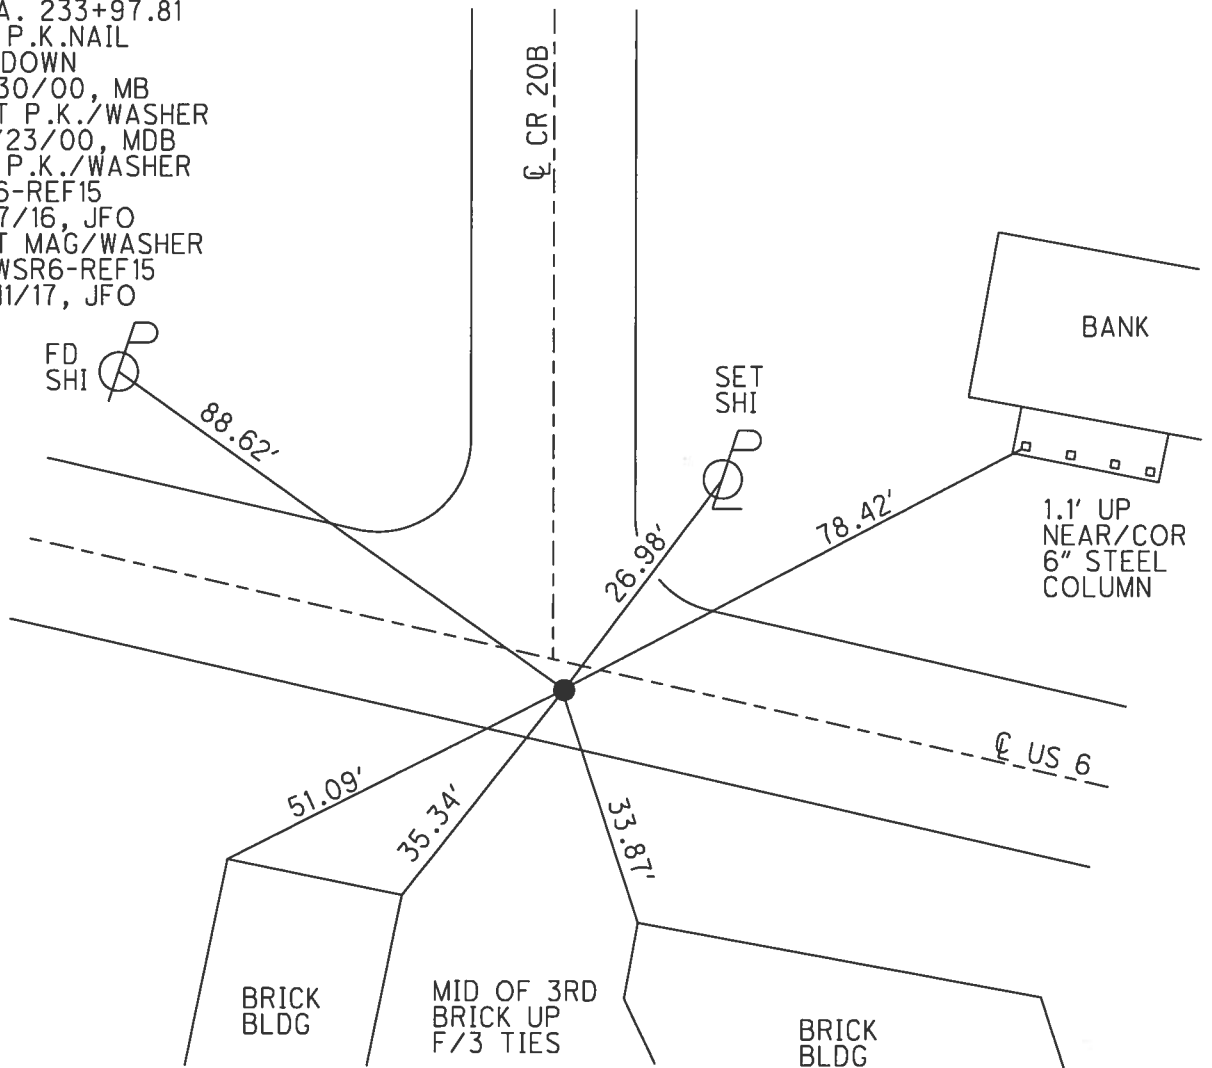 A. 233+97.81
P.K.NAIL
DOWN
30/00, MB
T P.K./WASHER
/23/00, MDB
P.K./WASHER
6-REF15
7/16, JFO
T MAG/WASHER
WSR6-REF15
11/17, JFO
℄ CR 20B
FD
SHI
88.62'
SET
SHI
BANK
26.98'
78.42'
1.1' UP
NEAR/COR
6" STEEL
COLUMN
℄ US 6
51.09'
35.34'
33.87'
BRICK
BLDG
MID OF 3RD
BRICK UP
F/3 TIES
BRICK
BLDG